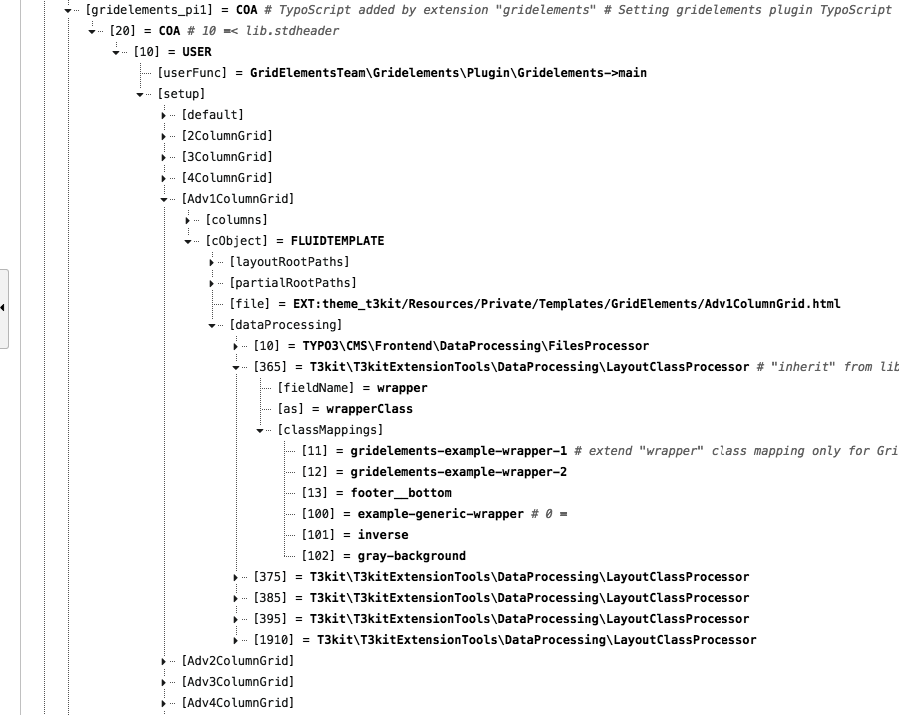 [gridelements_pi1] = COA # TypoScript added by extension "gridelements" # Setting gridelements plugin TypoScript
[20] = COA # 10 =< lib.stdheader
[10] = USER
[userFunc] = GridElementsTeam\Gridelements\Plugin\Gridelements->main
[setup]
[default]
[2ColumnGrid]
[3ColumnGrid]
[4ColumnGrid]
[Adv1ColumnGrid]
[columns]
[cObject] = FLUIDTEMPLATE
[layoutRootPaths]
[partialRootPaths]
[file] = EXT:theme_t3kit/Resources/Private/Templates/GridElements/Adv1ColumnGrid.html
[dataProcessing]
[10] = TYPO3\CMS\Frontend\DataProcessing\FilesProcessor
[365] = T3kit\T3kitExtensionTools\DataProcessing\LayoutClassProcessor # "inherit" from lib
[fieldName] = wrapper
[as] = wrapperClass
[classMappings]
[11] = gridelements-example-wrapper-1 # extend "wrapper" class mapping only for Gri
[12] = gridelements-example-wrapper-2
[13] = footer__bottom
[100] = example-generic-wrapper # 0 =
[101] = inverse
[102] = gray-background
[375] = T3kit\T3kitExtensionTools\DataProcessing\LayoutClassProcessor
[385] = T3kit\T3kitExtensionTools\DataProcessing\LayoutClassProcessor
[395] = T3kit\T3kitExtensionTools\DataProcessing\LayoutClassProcessor
[1910] = T3kit\T3kitExtensionTools\DataProcessing\LayoutClassProcessor
[Adv2ColumnGrid]
[Adv3ColumnGrid]
[Adv4ColumnGrid]